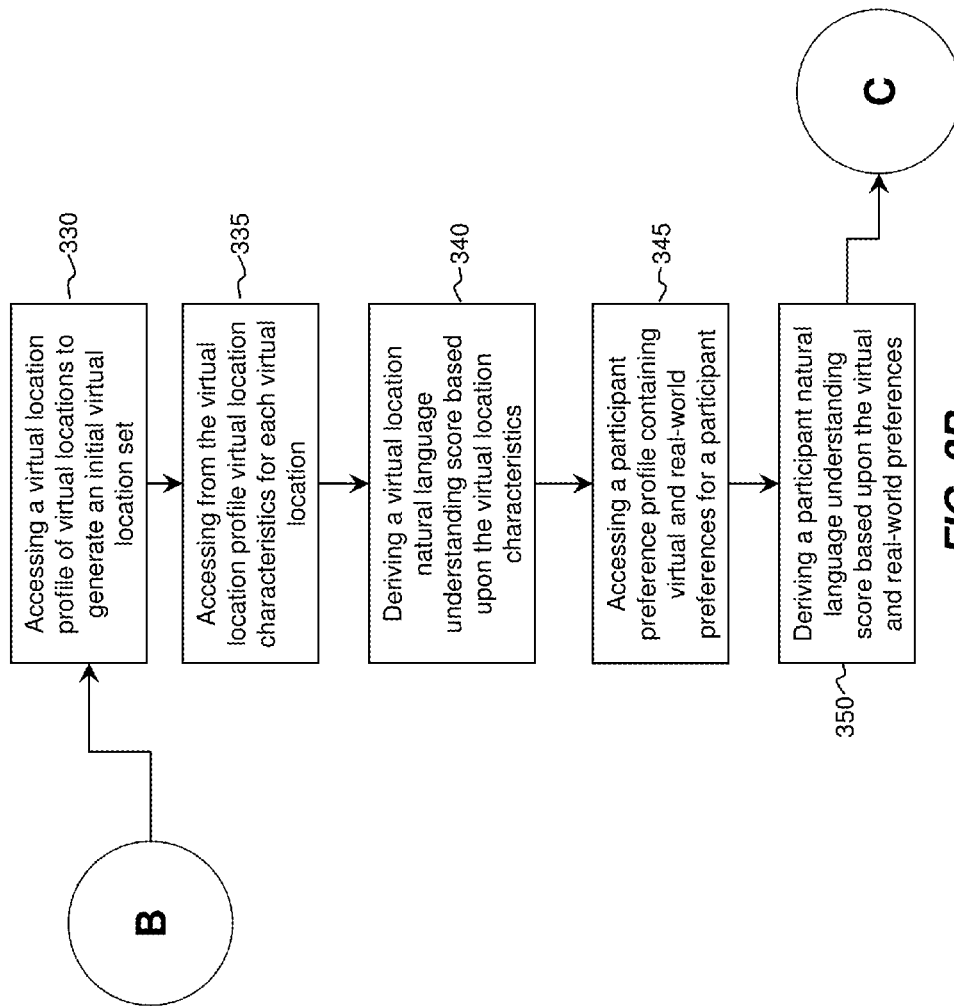 B
Accessing a virtual location
profile of virtual locations to
generate an initial virtual
location set
330
Accessing from the virtual
location profile virtual location
characteristics for each virtual
location
335
Deriving a virtual location
natural language
understanding score based
upon the virtual location
characteristics
340
Accessing a participant
preference profile containing
virtual and real-world
preferences for a participant
345
Deriving a participant natural
language understanding
score based upon the virtual
and real-world preferences
350
C